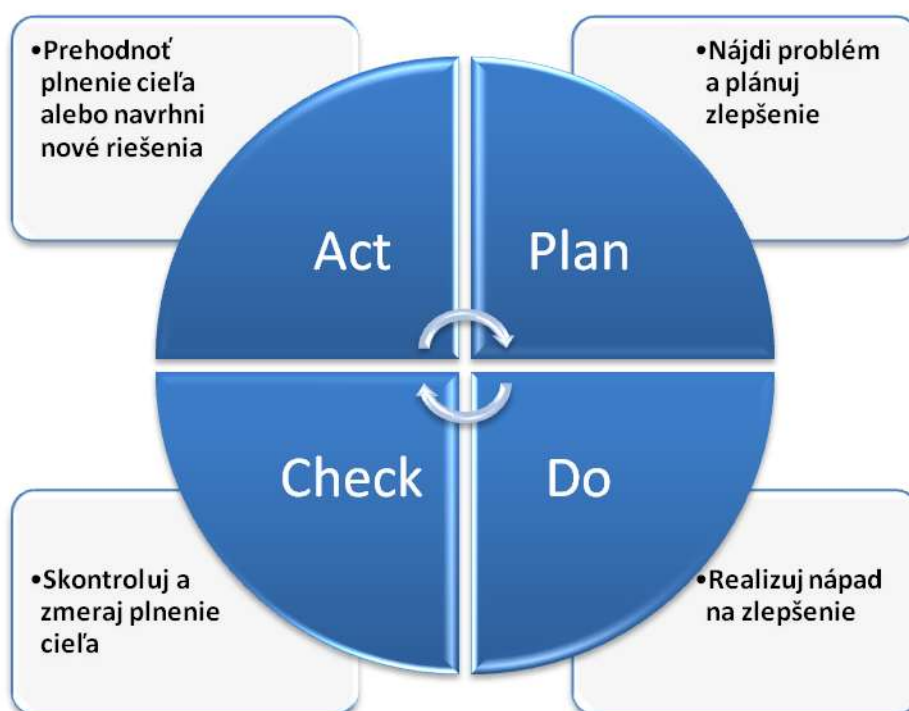 •Prehodnoť
plnenie cieľa
alebo navrhni
nové riešenia
•Nájdi problém
a plánuj
zlepšenie
Act
Plan
Check
Do
•Skontroluj a
zmeraj plnenie
cieľa
•Realizuj nápad
na zlepšenie